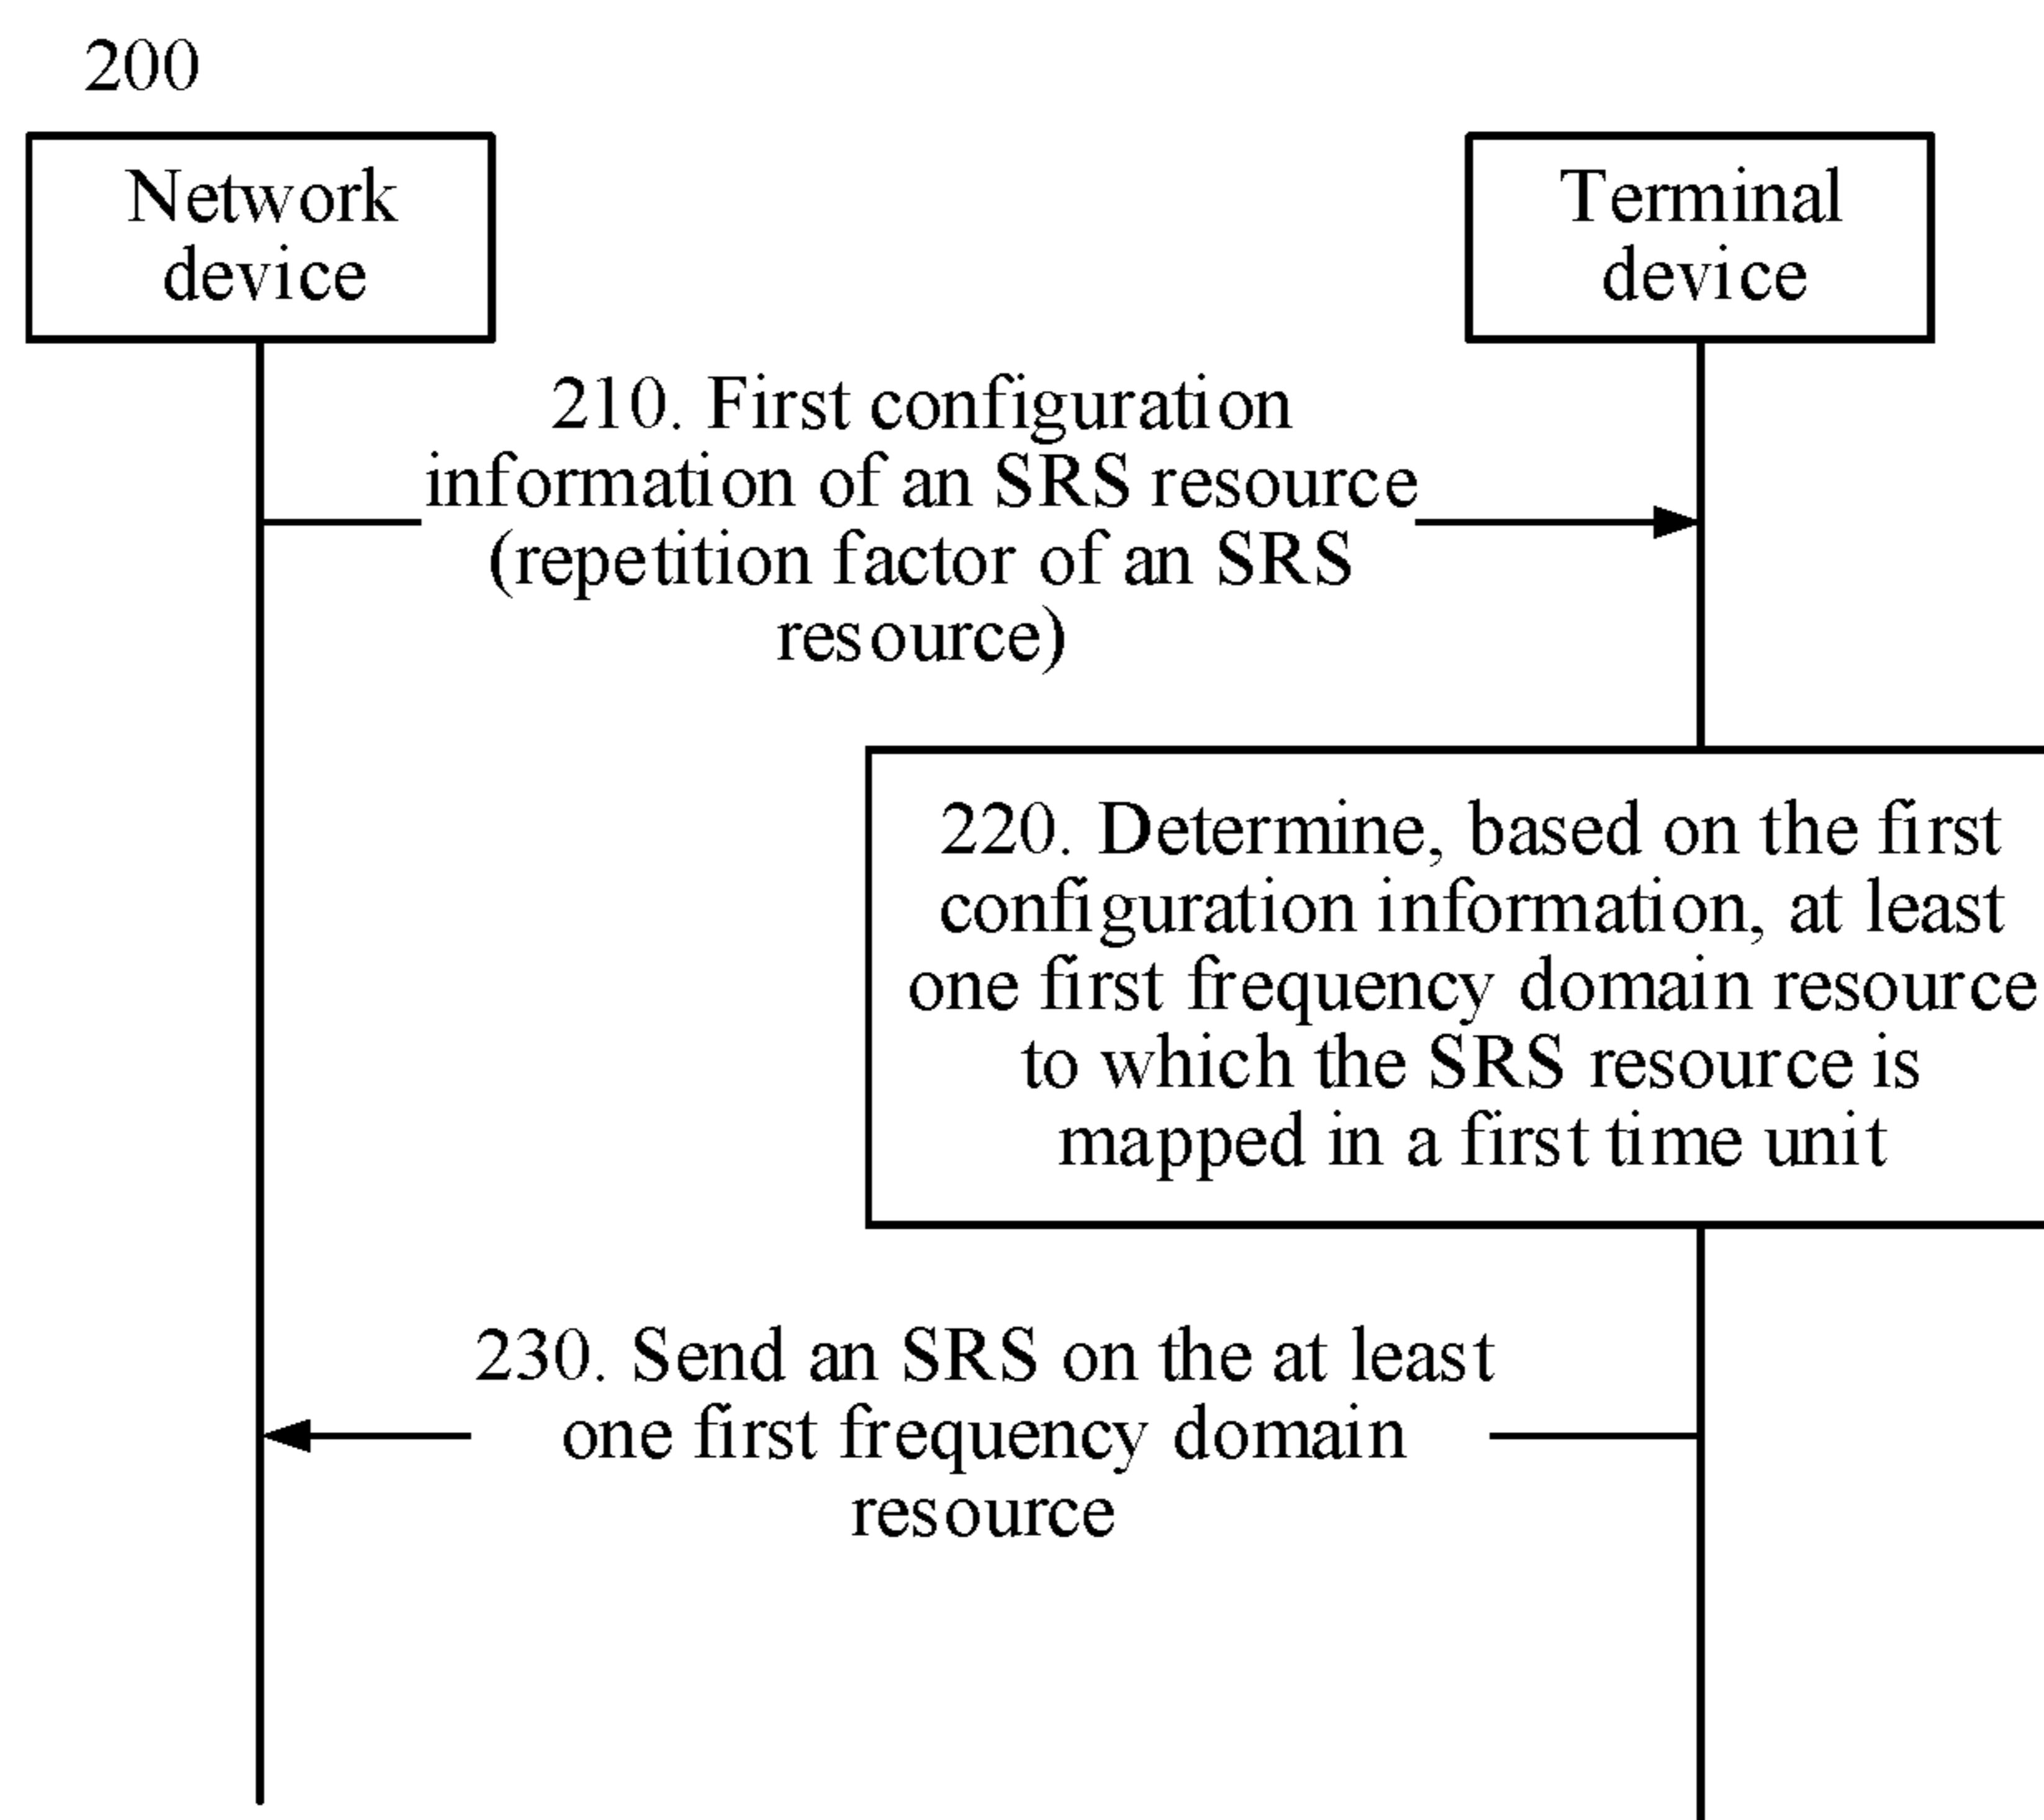 200
Network
device
Terminal
device
210. First configuration
information of an SRS resource
(repetition factor of an SRS
resource)
220. Determine, based on the first
configuration information, at least
one first frequency domain resource
to which the SRS resource is
mapped in a first time unit
230. Send an SRS on the at least
one first frequency domain
resource